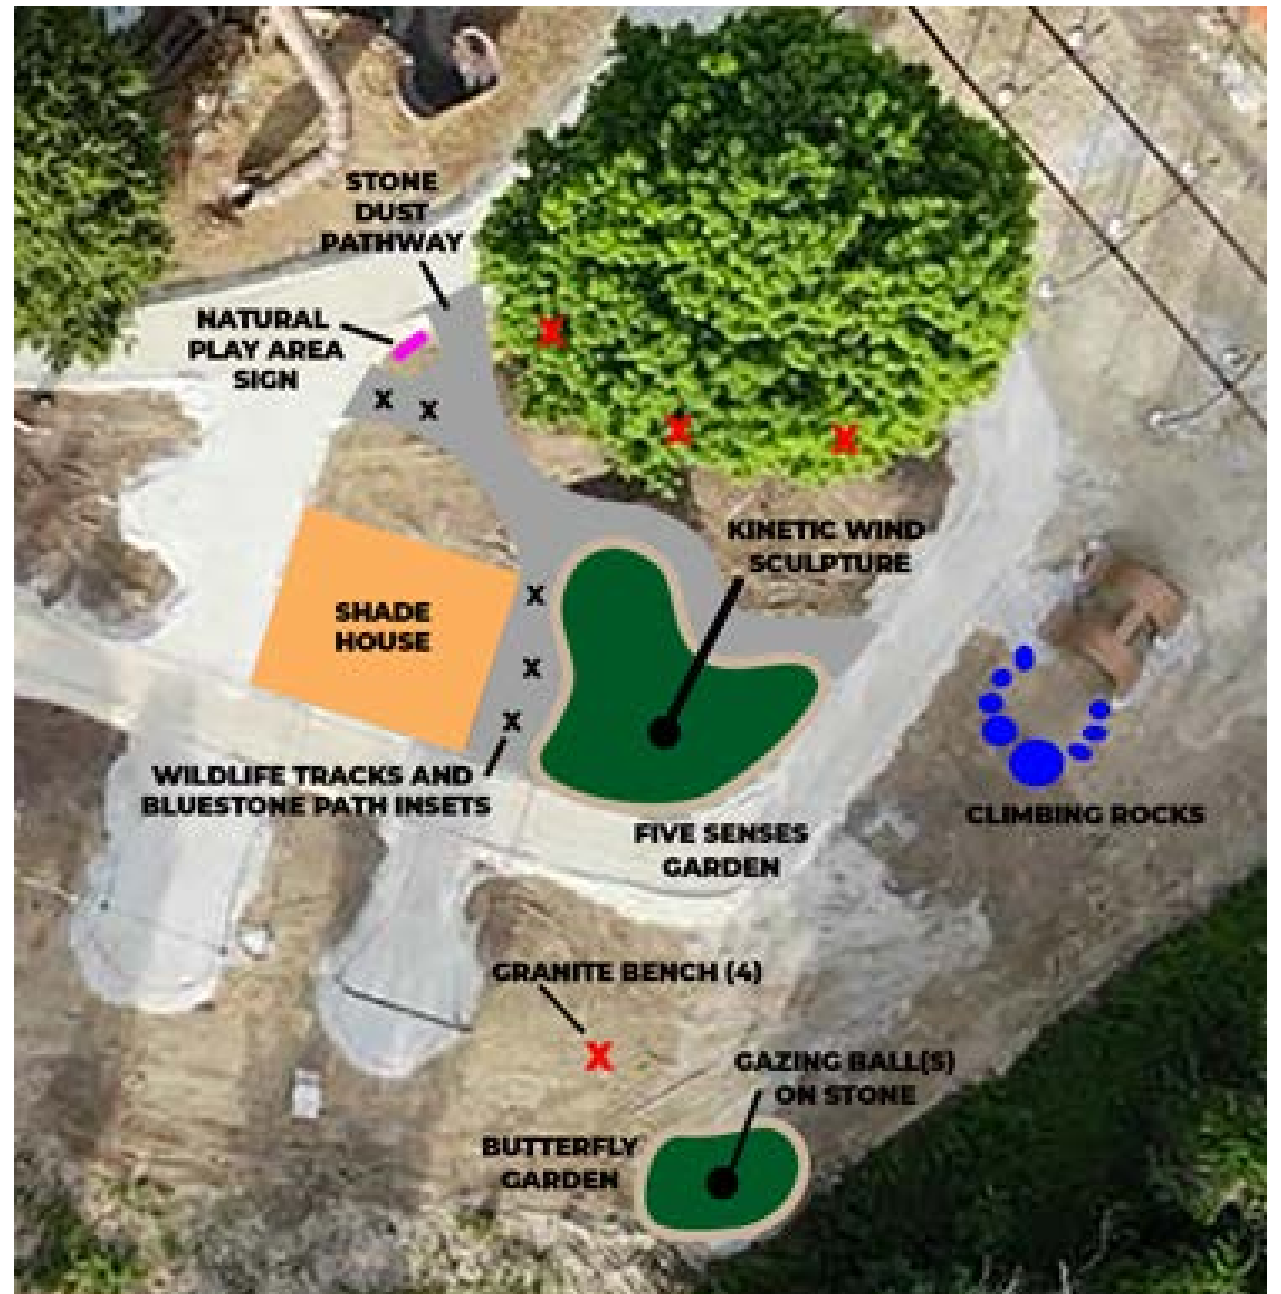 STONE
DUST
PATHWAY
NATURAL
PLAY AREA
SIGN
X X
X
X X
KINETIC WIND
SCULPTURE
SHADE
HOUSE
X
X
X
WILDLIFE TRACKS AND
BLUESTONE PATH INSETS
CLIMBING ROCKS
FIVE SENSES
GARDEN
GRANITE BENCH (4)
X
GAZING BALL(S)
ON STONE
BUTTERFLY
GARDEN